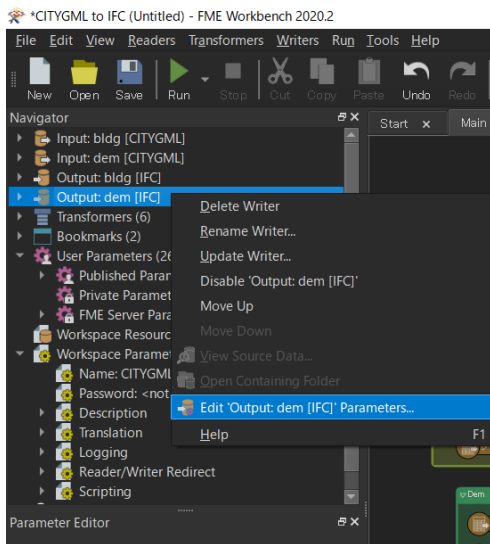 *CITYGML to IFC (Untitled) - FME Workbench 2020.2
File Edit View Readers Transformers Writers Run Tools Help
New Open Save Run Stop Cut Copy Paste Undo Redo
Navigator
Start Main
Input: bldg [CITYGML]
Input: dem [CITYGML]
Output: bldg [IFC]
Output: dem [IFC]
Transformers (6)
Bookmarks (2)
User Parameters (26
Published Paran
Private Paramet
FME Server Para
Workspace Resourc
Workspace Paramet
Name: CITYGML
Password: <not
Description
Translation
Logging
Reader/Writer Redirect
Scripting
Delete Writer
Rename Writer...
Update Writer...
Disable 'Output: dem [IFC]'
Move Up
Move Down
View Source Data...
Open Containing Folder
Edit 'Output: dem [IFC]' Parameters...
Help F1
Dem
Parameter Editor